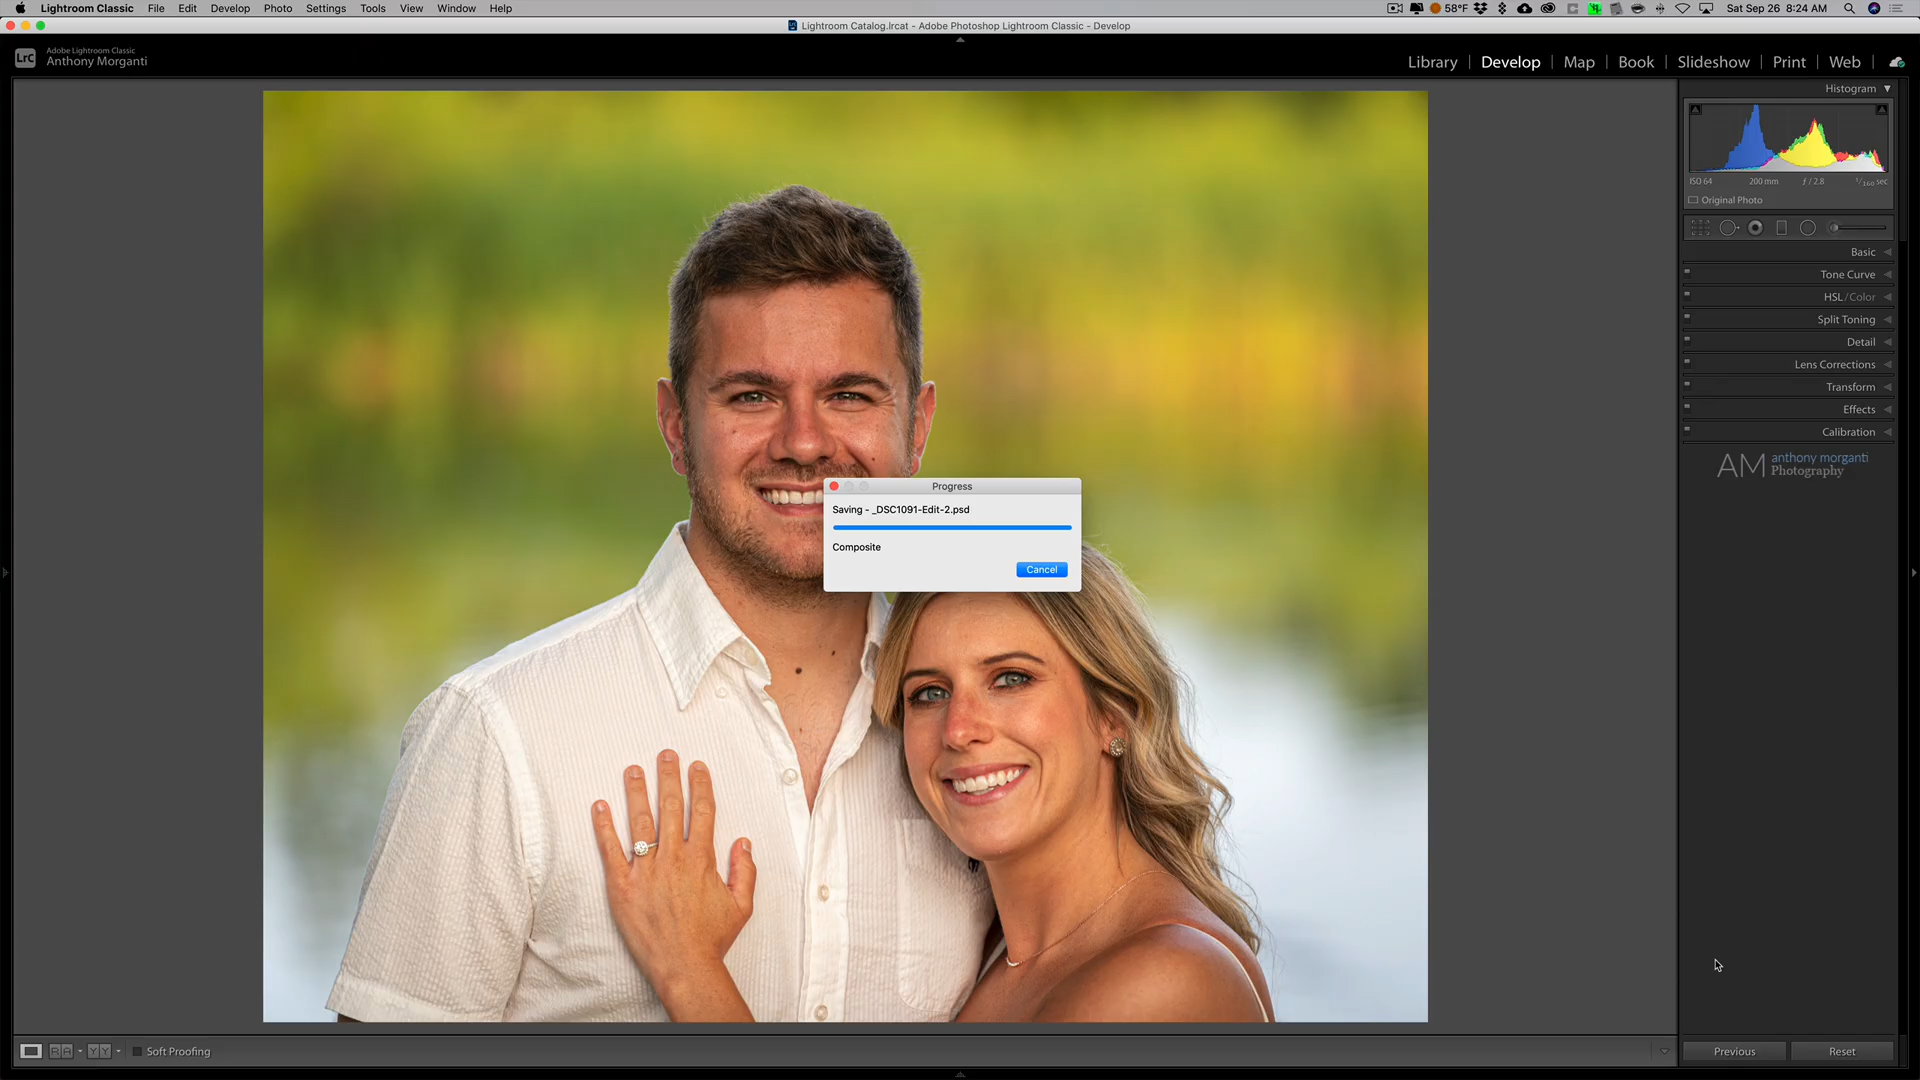 Lightroom Classic File Edit Develop Photo Settings Tools View Window Help 58°F Sat Sep 26 8:24 AM
Lightroom Catalog.lrcat - Adobe Photoshop Lightroom Classic - Develop
LrC
Adobe Lightroom Classic
Anthony Morganti
Library | Develop | Map | Book | Slideshow | Print | Web
Histogram
ISO 64 200 mm ƒ / 2.8 1/160 sec
Original Photo
Basic
Tone Curve
HSL / Color
Split Toning
Detail
Lens Corrections
Transform
Effects
Calibration
AM anthony morganti
Photography
Progress
Saving - _DSC1091-Edit-2.psd
Composite
Cancel
R A Y Y Soft Proofing
Previous Reset